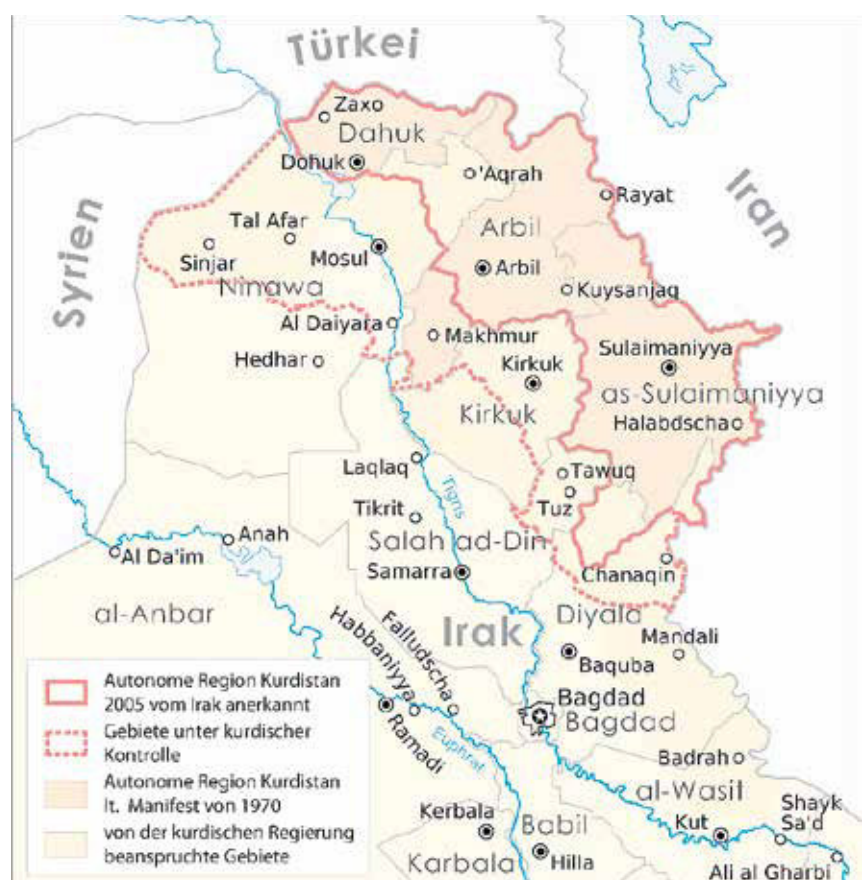 Türkei
Zaxo
Dahuk
Dohuk
'Aqrah
Rayat
Iran
Syrien
Tal Afar
Sinjar
Mosul
Ninawa
Arbil
Arbil
Kuysanjaq
Al Daiyara
Makhmur
Hedhar
Kirkuk
Sulaimaniyya
as-Sulaimaniyya
Kirkuk
Halabdscha
Laqlaq
Tigris
Tawuq
Tikrit
Tuz
Salah ad-Din
Anah
Al Da'im
Samarra
Chanaqin
al-Anbar
Irak
Diyala
Habbaniyya
Falludscha
Mandali
Baquba
Bagdad
Bagdad
Ramadi
Euphrat
Badrah
al-Wasit
Kerbala
Babil
Kut
Shayk
Sa'd
Karbala
Hilla
Ali al Gharbi
Autonome Region Kurdistan
2005 vom Irak anerkannt
Gebiete unter kurdischer
Kontrolle
Autonome Region Kurdistan
lt. Manifest von 1970
von der kurdischen Regierung
beanspruchte Gebiete